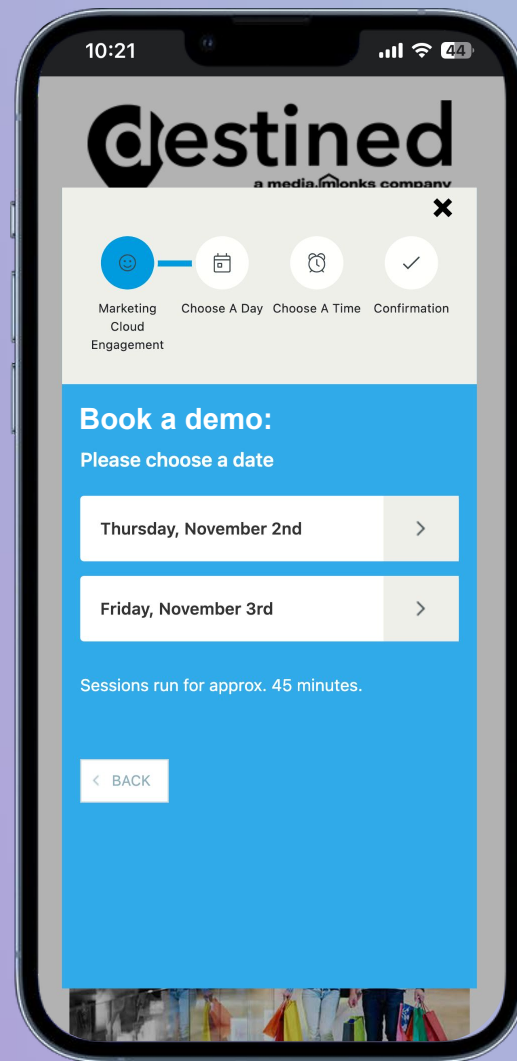 10:21
44
destined
a media.monks company
Marketing
Cloud
Engagement
Choose A Day
Choose A Time
Confirmation
Book a demo:
Please choose a date
Thursday, November 2nd
Friday, November 3rd
Sessions run for approx. 45 minutes.
BACK